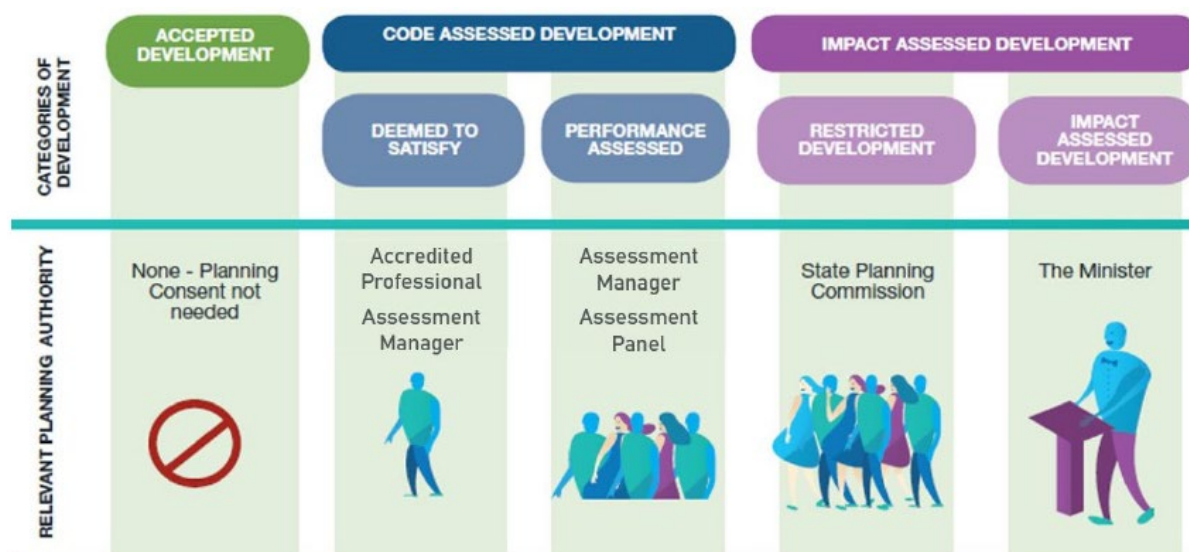 CATEGORIES OF
DEVELOPMENT
ACCEPTED
DEVELOPMENT
CODE ASSESSED DEVELOPMENT
IMPACT ASSESSED DEVELOPMENT
DEEMED TO
SATISFY
PERFORMANCE
ASSESSED
RESTRICTED
DEVELOPMENT
IMPACT
ASSESSED
DEVELOPMENT
RELEVANT PLANNING AUTHORITY
None - Planning
Consent not
needed
Accredited
Professional
Assessment
Manager
Assessment
Manager
Assessment
Panel
State Planning
Commission
The Minister